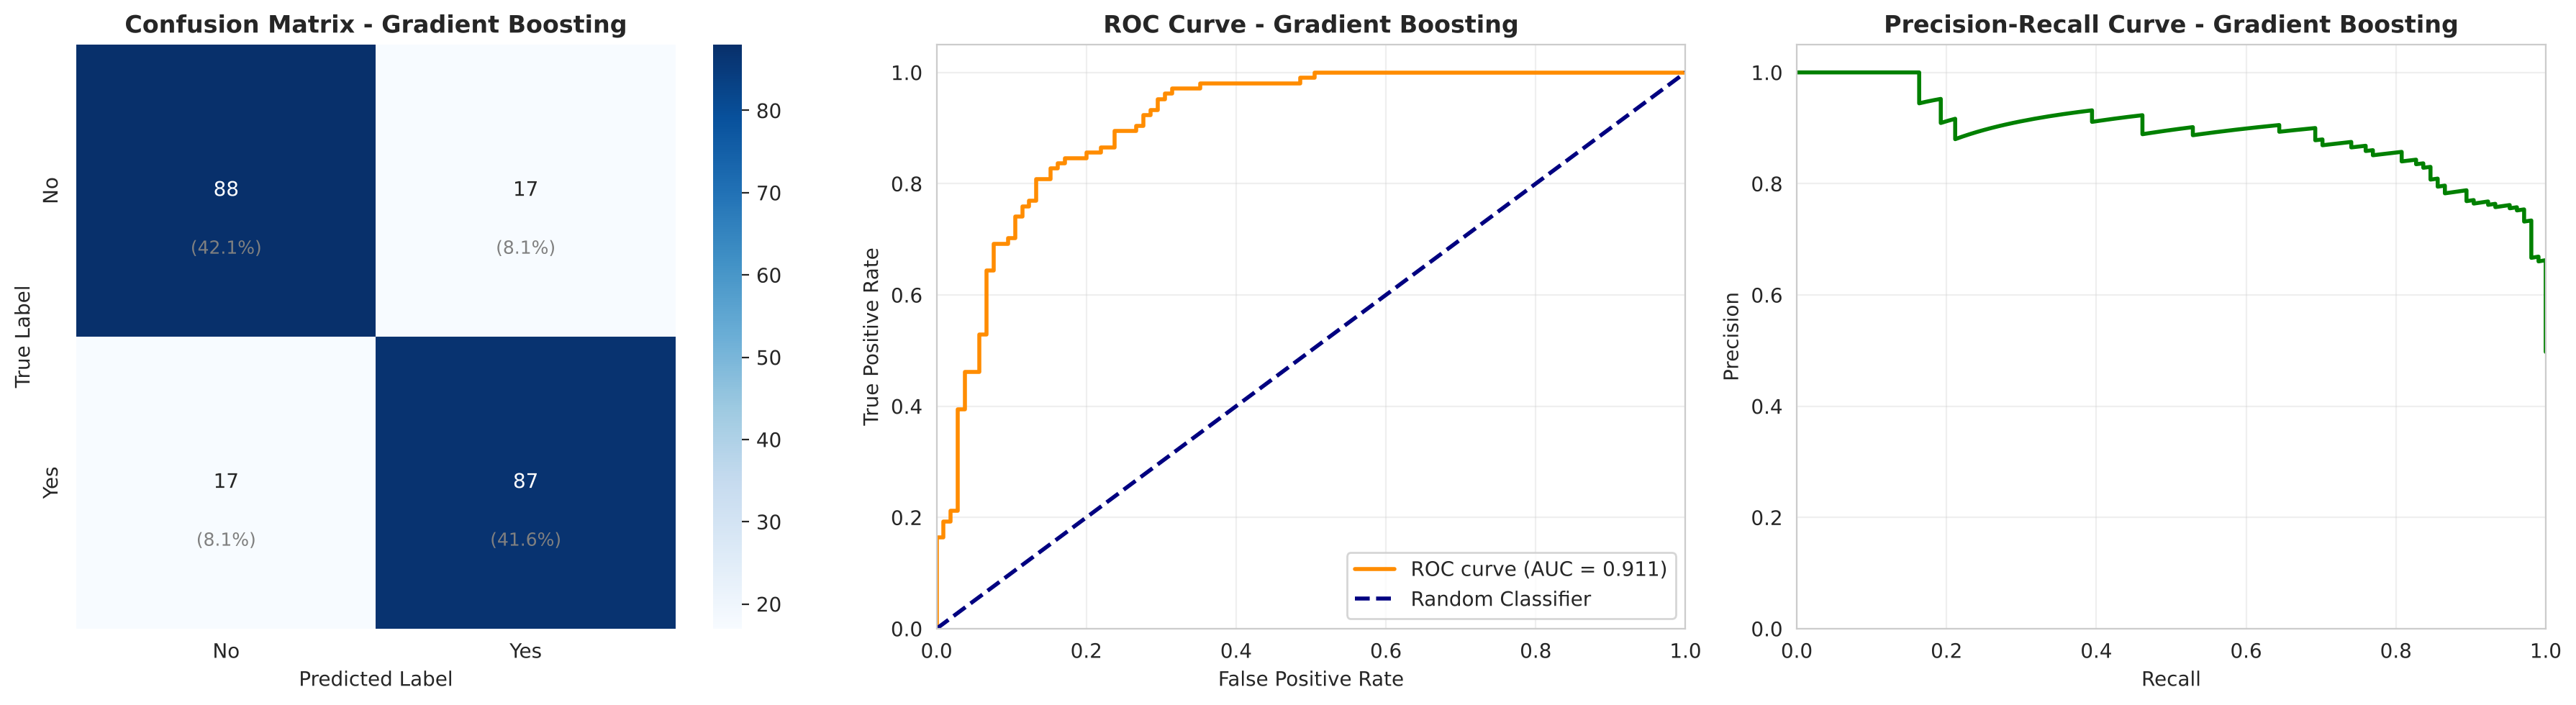 Confusion Matrix - Gradient Boosting
True Label
No
Yes
88
(42.1%)
17
(8.1%)
17
(8.1%)
87
(41.6%)
No
Yes
Predicted Label
80
70
60
50
40
30
20
ROC Curve - Gradient Boosting
True Positive Rate
1.0
0.8
0.6
0.4
0.2
0.0
ROC curve (AUC = 0.911)
Random Classifier
0.0
0.2
0.4
0.6
0.8
1.0
False Positive Rate
Precision-Recall Curve - Gradient Boosting
Precision
1.0
0.8
0.6
0.4
0.2
0.0
0.0
0.2
0.4
0.6
0.8
1.0
Recall